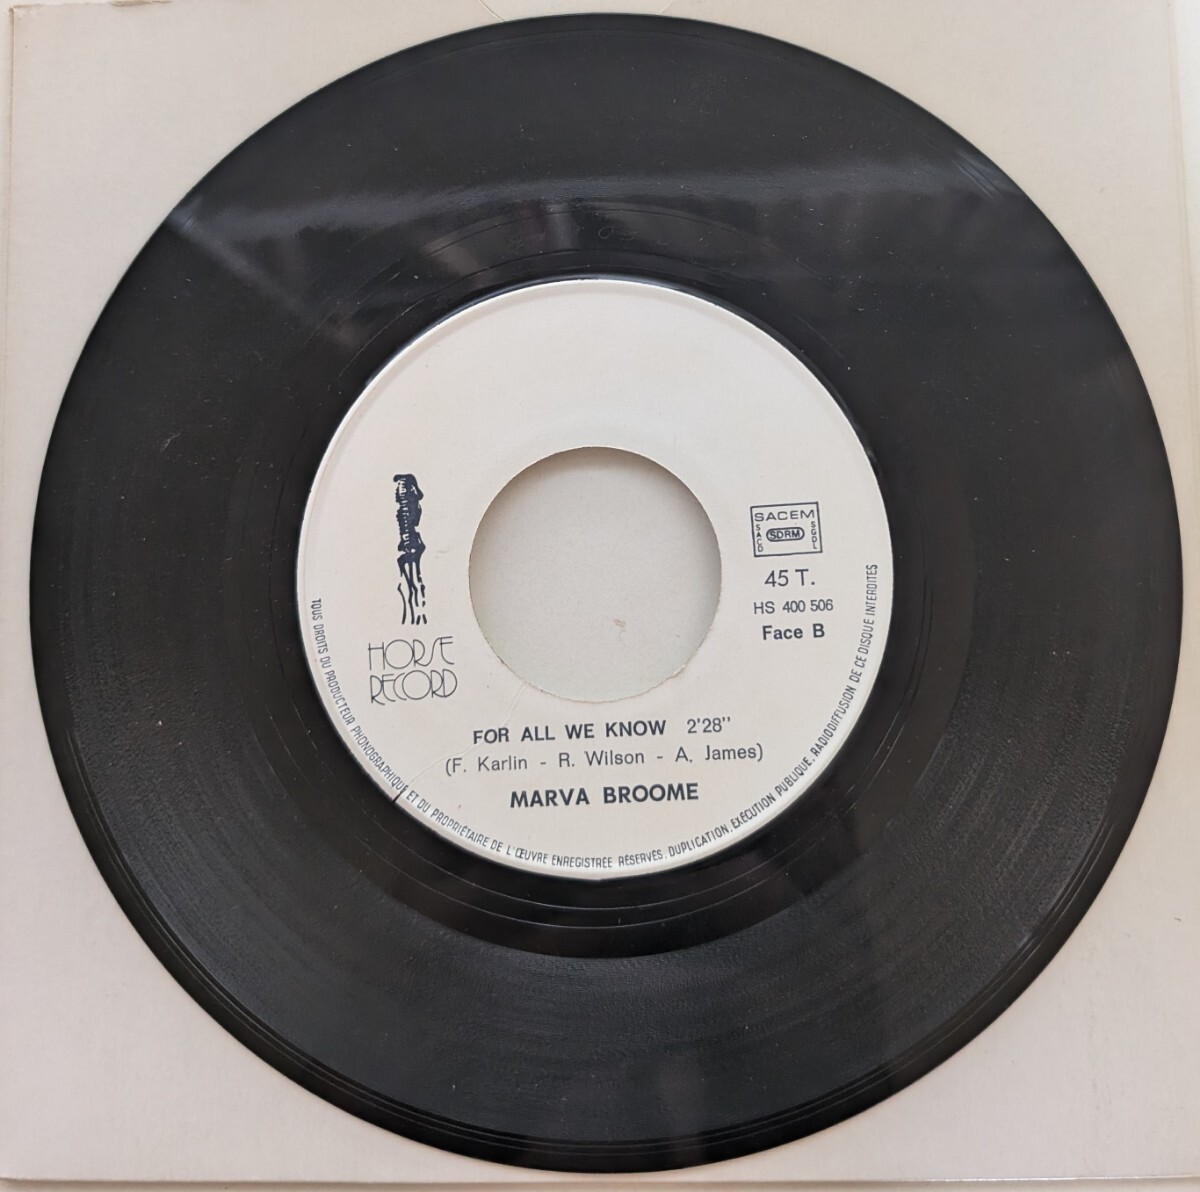 HORSE
RECORD
SACEM
SACD
SDRM
SGDL
45 T.
HS 400 506
Face B
FOR ALL WE KNOW 2'28''
(F. Karlin - R. Wilson - A. James)
MARVA BROOME
TOUS DROITS DU PRODUCTEUR PHONOGRAPHIQUE ET DU PROPRIÉTAIRE DE L'ŒUVRE ENREGISTRÉE RÉSERVÉS. DUPLICATION, EXÉCUTION PUBLIQUE, RADIODIFFUSION DE CE DISQUE INTERDITES